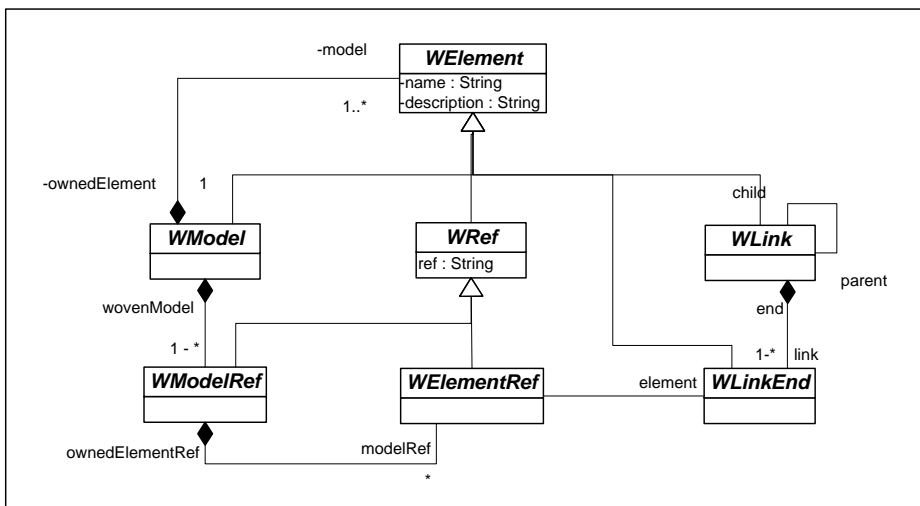 -model
WElement
-name : String
1..*
-description : String
-ownedElement
1
child
WModel
WRef
WLink
ref : String
parent
wovenModel
end
1 - *
1-*
link
WModelRef
WElementRef
element
WLinkEnd
ownedElementRef
modelRef
*